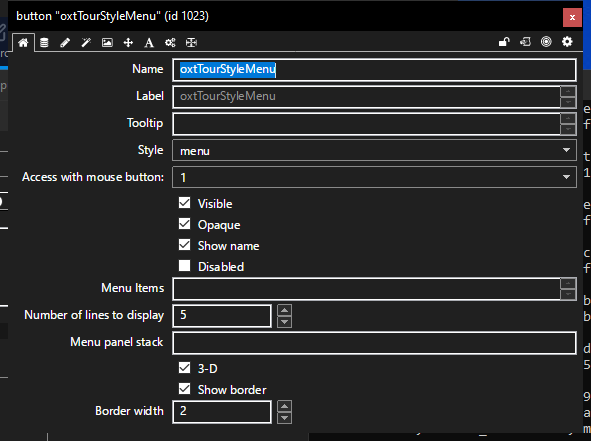 button "oxtTourStyleMenu" (id 1023)
x
A
Name oxtTourStyleMenu
Label oxtTourStyleMenu
Tooltip
Style menu
Access with mouse button: 1
Visible
Opaque
Show name
Disabled
Menu Items
Number of lines to display 5
Menu panel stack
3-D
Show border
Border width 2